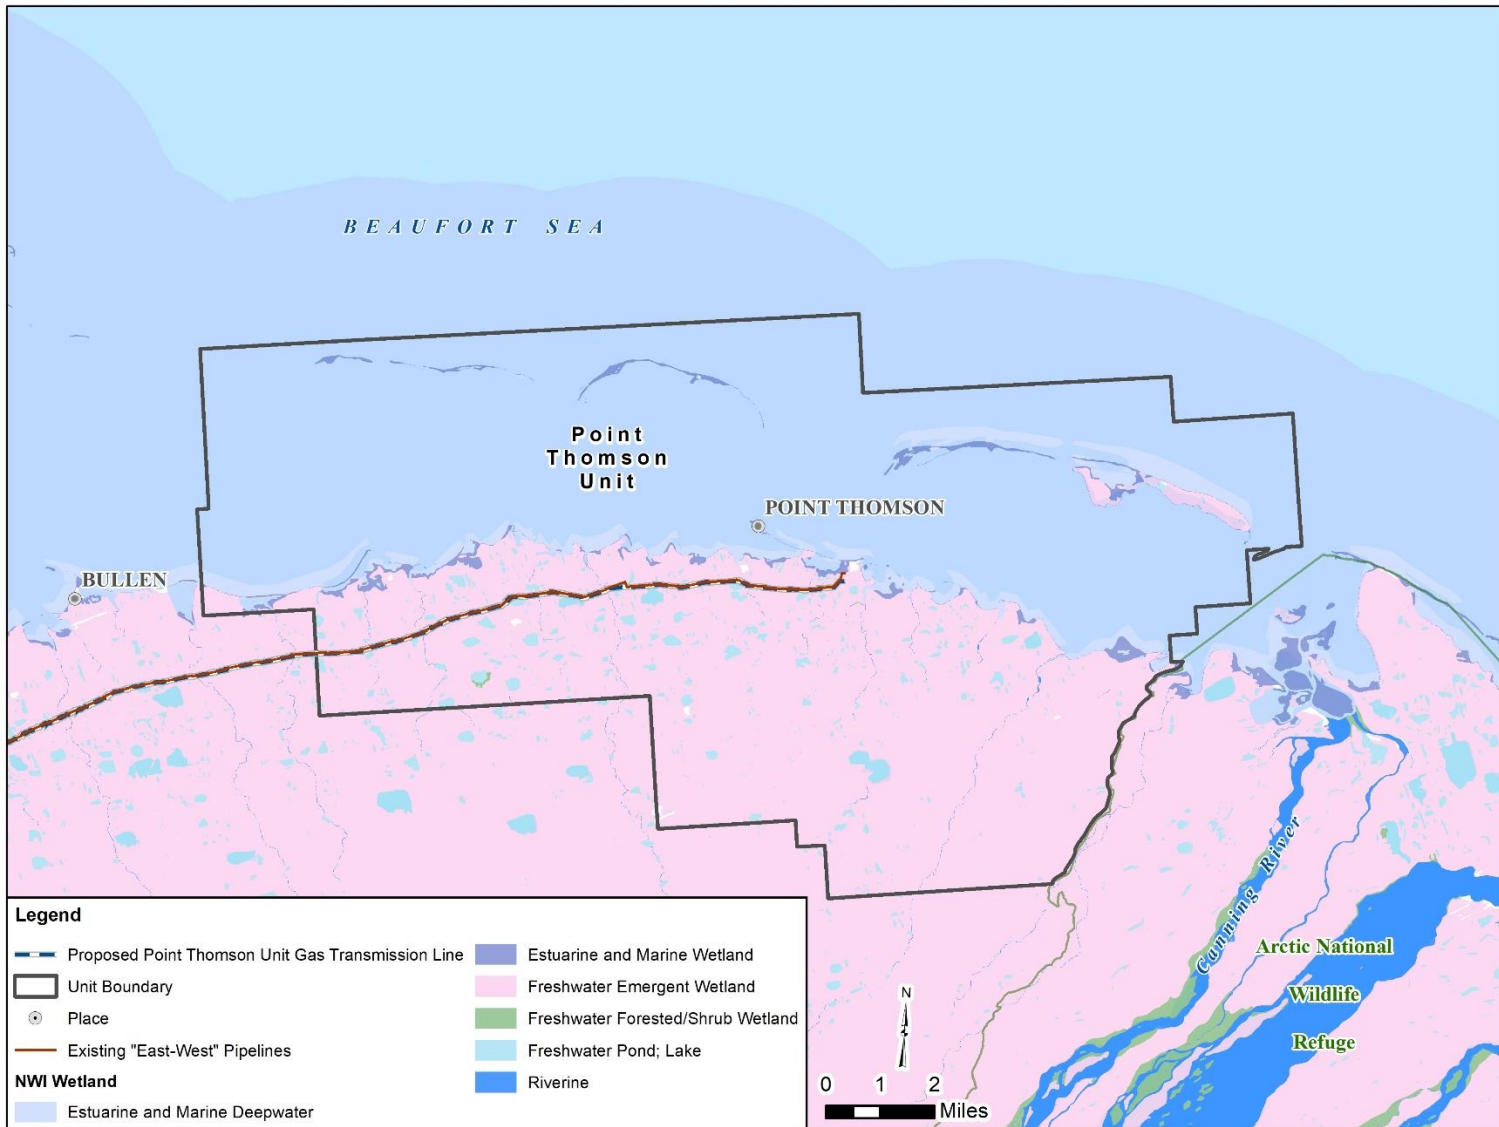 BEAUFORT SEA
Point
Thomson
Unit
POINT THOMSON
BULLEN
Canning River
Arctic National
Wildlife
Refuge
Legend
Proposed Point Thomson Unit Gas Transmission Line
Unit Boundary
Place
Existing "East-West" Pipelines
NWI Wetland
Estuarine and Marine Deepwater
Estuarine and Marine Wetland
Freshwater Emergent Wetland
Freshwater Forested/Shrub Wetland
Freshwater Pond; Lake
Riverine
N
0 1 2
Miles